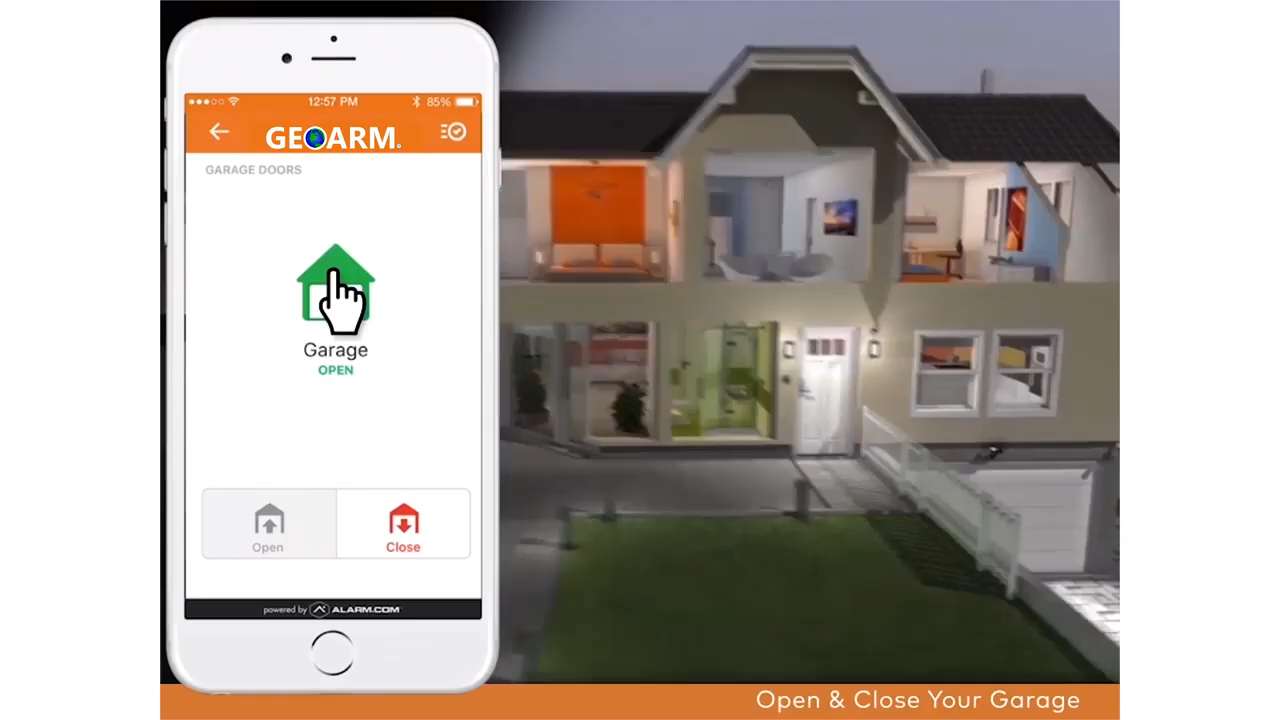 12:57 PM
85%
GEOARM®
GARAGE DOORS
Garage
OPEN
Open
Close
powered by ALARM.COM
Open & Close Your Garage